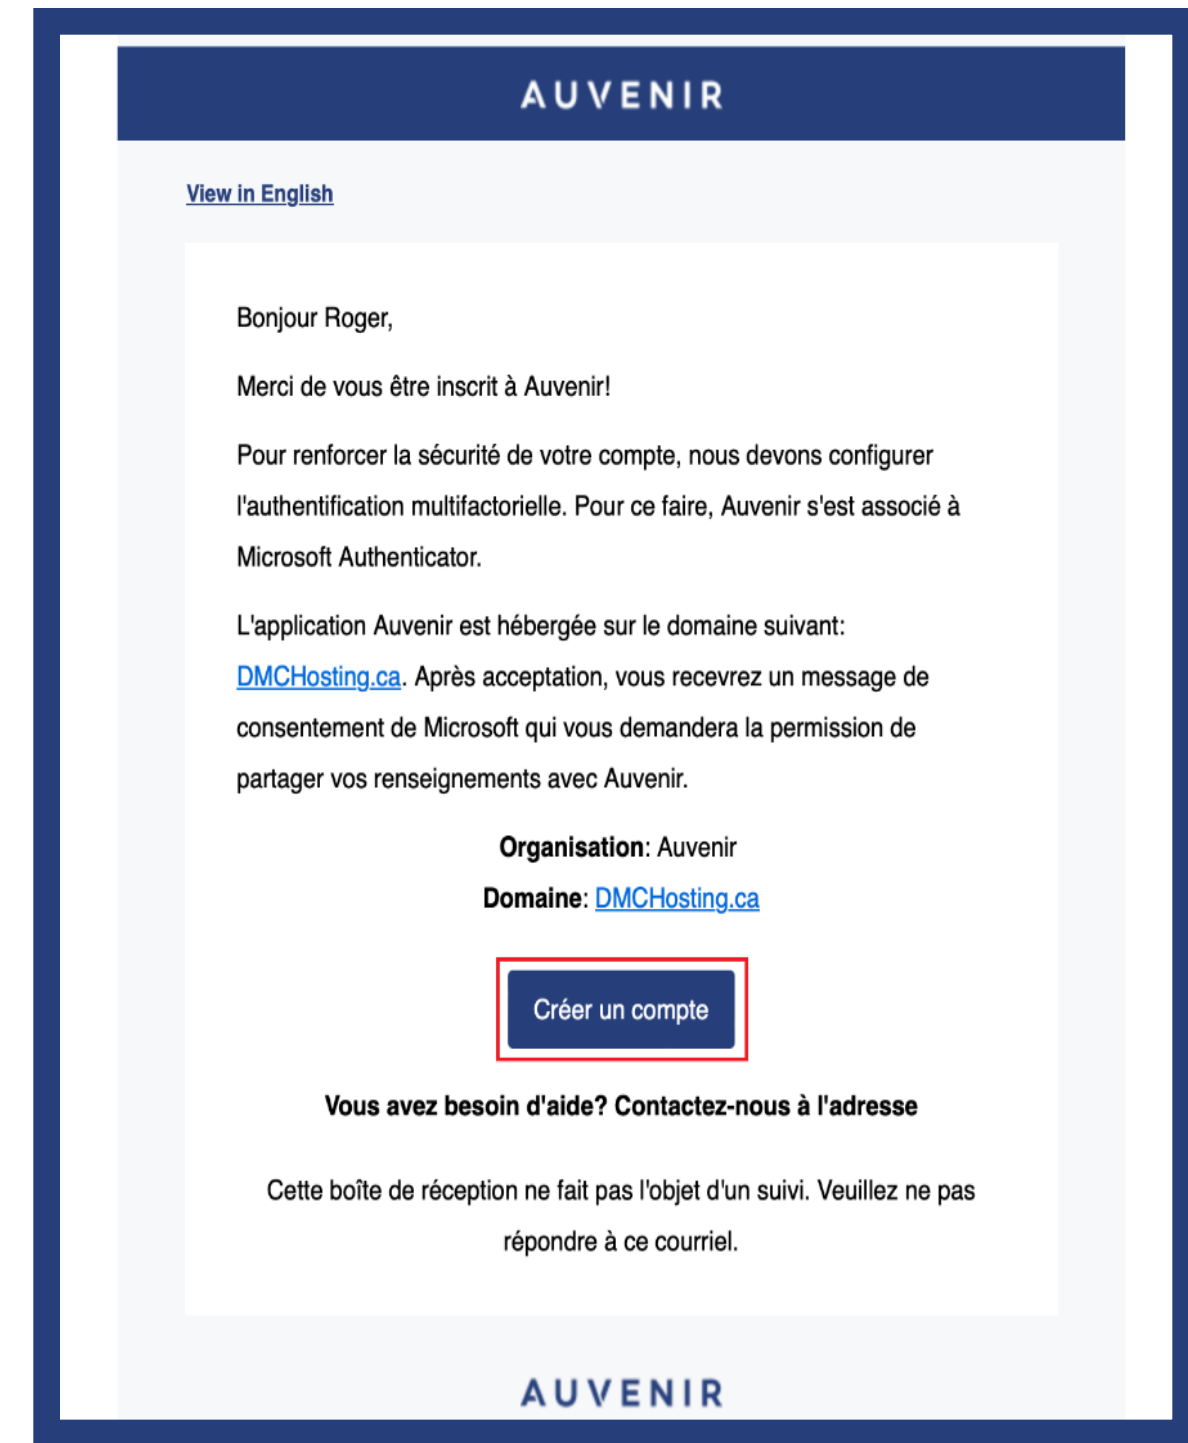 AUVENIR
View in English
Bonjour Roger,
Merci de vous être inscrit à Auvenir!
Pour renforcer la sécurité de votre compte, nous devons configurer
l'authentification multifactorielle. Pour ce faire, Auvenir s'est associé à
Microsoft Authenticator.
L'application Auvenir est hébergée sur le domaine suivant:
DMCHosting.ca. Après acceptation, vous recevrez un message de
consentement de Microsoft qui vous demandera la permission de
partager vos renseignements avec Auvenir.
Organisation: Auvenir
Domaine: DMCHosting.ca
Créer un compte
Vous avez besoin d'aide? Contactez-nous à l'adresse
Cette boîte de réception ne fait pas l'objet d'un suivi. Veuillez ne pas
répondre à ce courriel.
AUVENIR